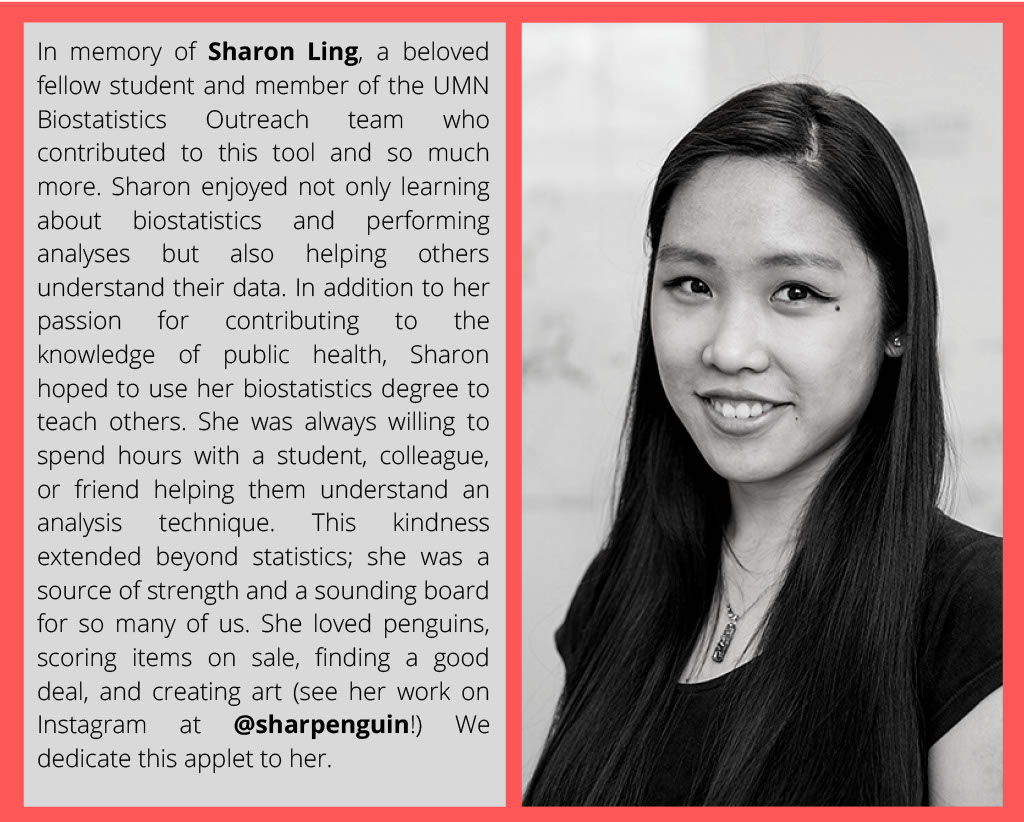 In memory of Sharon Ling, a beloved
fellow student and member of the UMN
Biostatistics Outreach team who
contributed to this tool and so much
more. Sharon enjoyed not only learning
about biostatistics and performing
analyses but also helping others
understand their data. In addition to her
passion for contributing to the
knowledge of public health, Sharon
hoped to use her biostatistics degree to
teach others. She was always willing to
spend hours with a student, colleague,
or friend helping them understand an
analysis technique. This kindness
extended beyond statistics; she was a
source of strength and a sounding board
for so many of us. She loved penguins,
scoring items on sale, finding a good
deal, and creating art (see her work on
Instagram at @sharpenguin!) We
dedicate this applet to her.